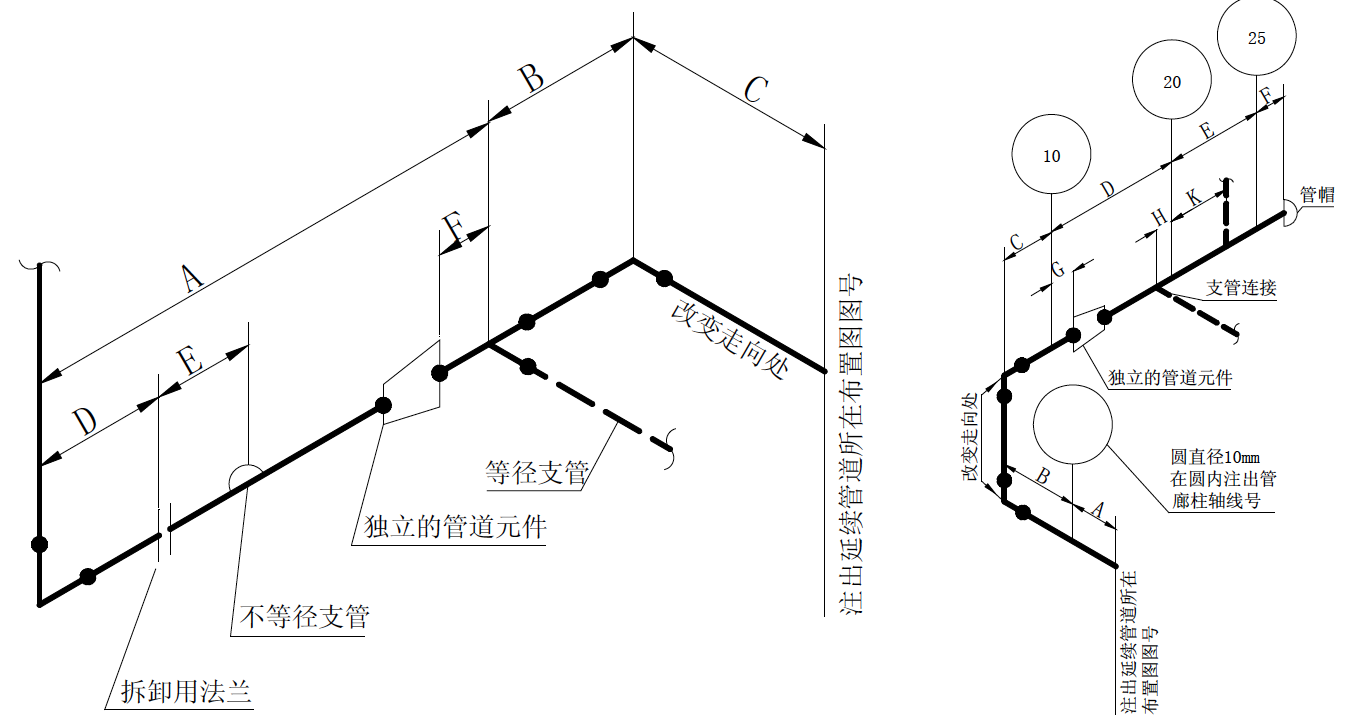 A
B
C
D
E
F
改变走向处
等径支管
独立的管道元件
不等径支管
拆卸用法兰
注出延续管道所在布置图图号
10
20
25
C
D
E
F
G
H
K
管帽
支管连接
独立的管道元件
改变走向处
B
A
圆直径10mm
在圆内注出管
廊柱轴线号
注出延续管道所在
布置图图号